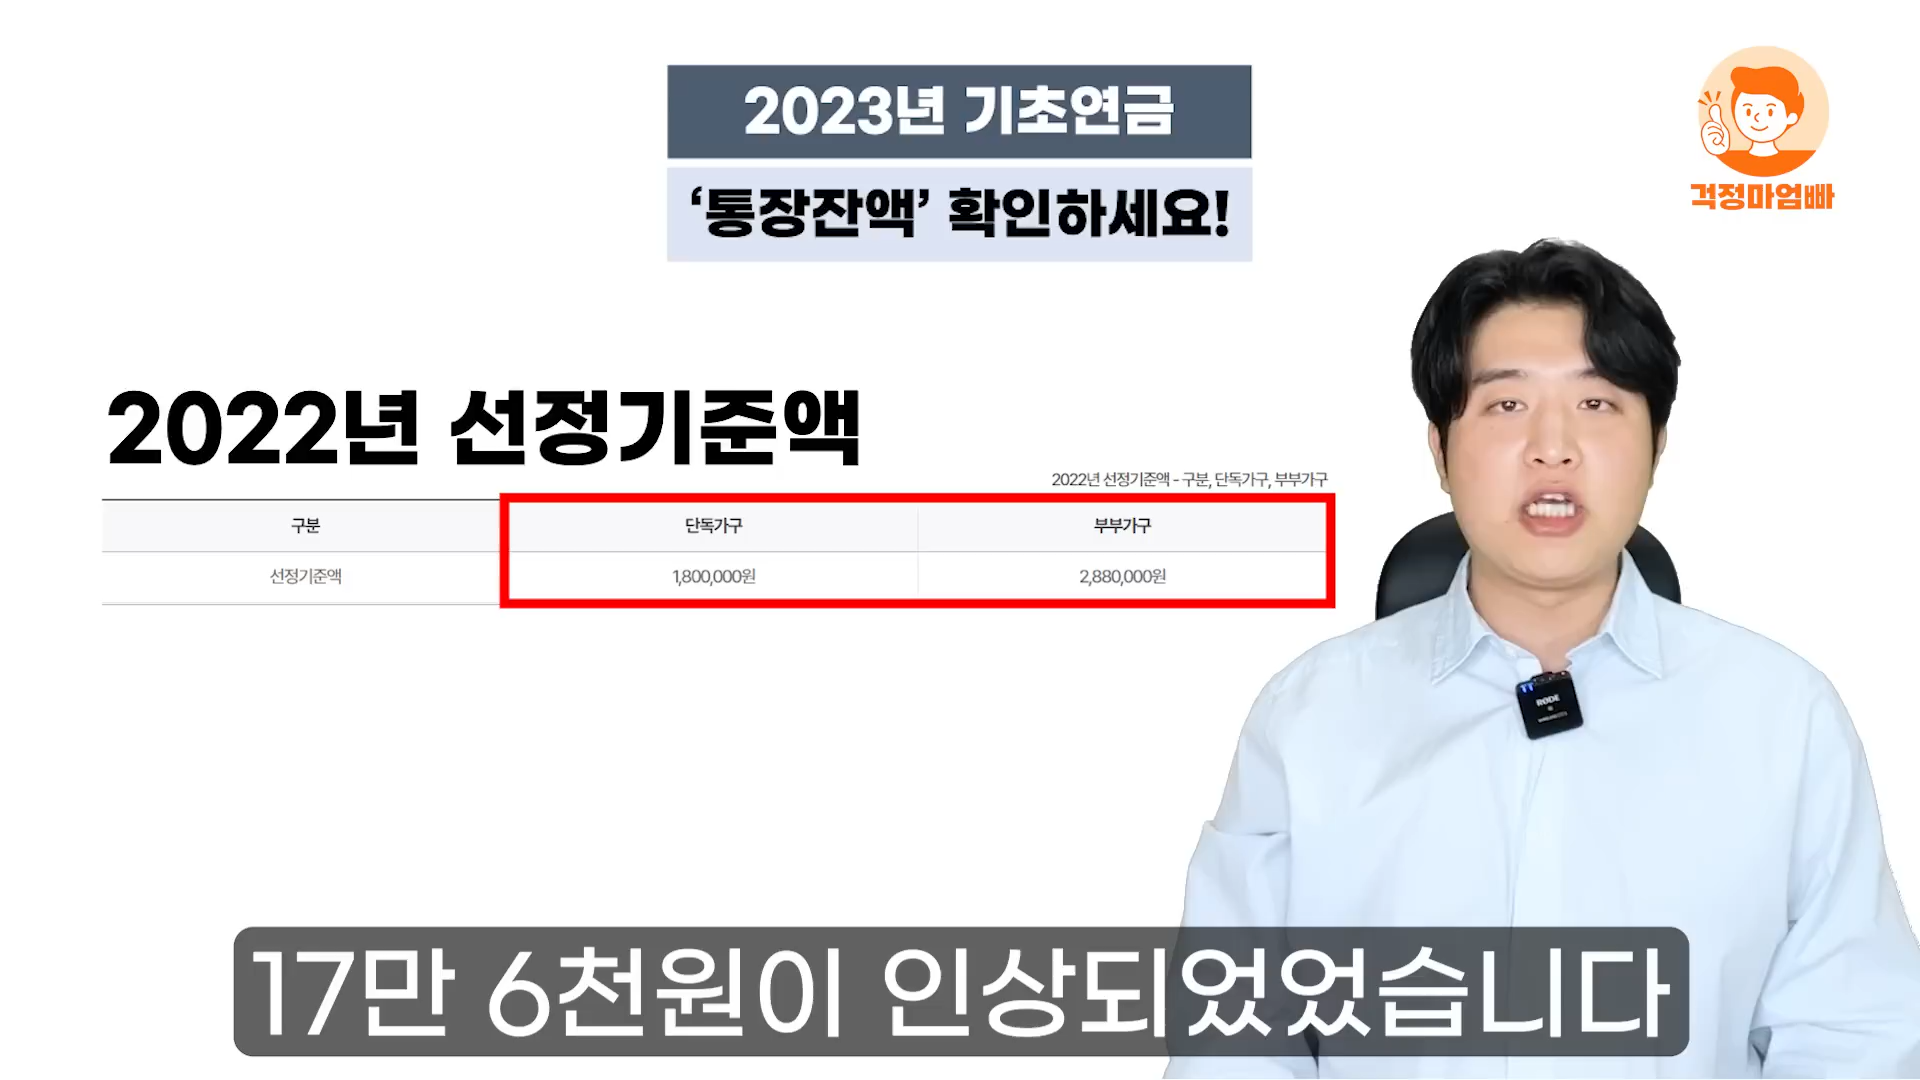 2023년 기초연금
‘통장잔액’ 확인하세요!
걱정마엄빠
2022년 선정기준액
2022년 선정기준액 - 구분, 단독가구, 부부가구
구분 단독가구 부부가구
선정기준액 1,800,000원 2,880,000원
RØDE
17만 6천원이 인상되었었습니다